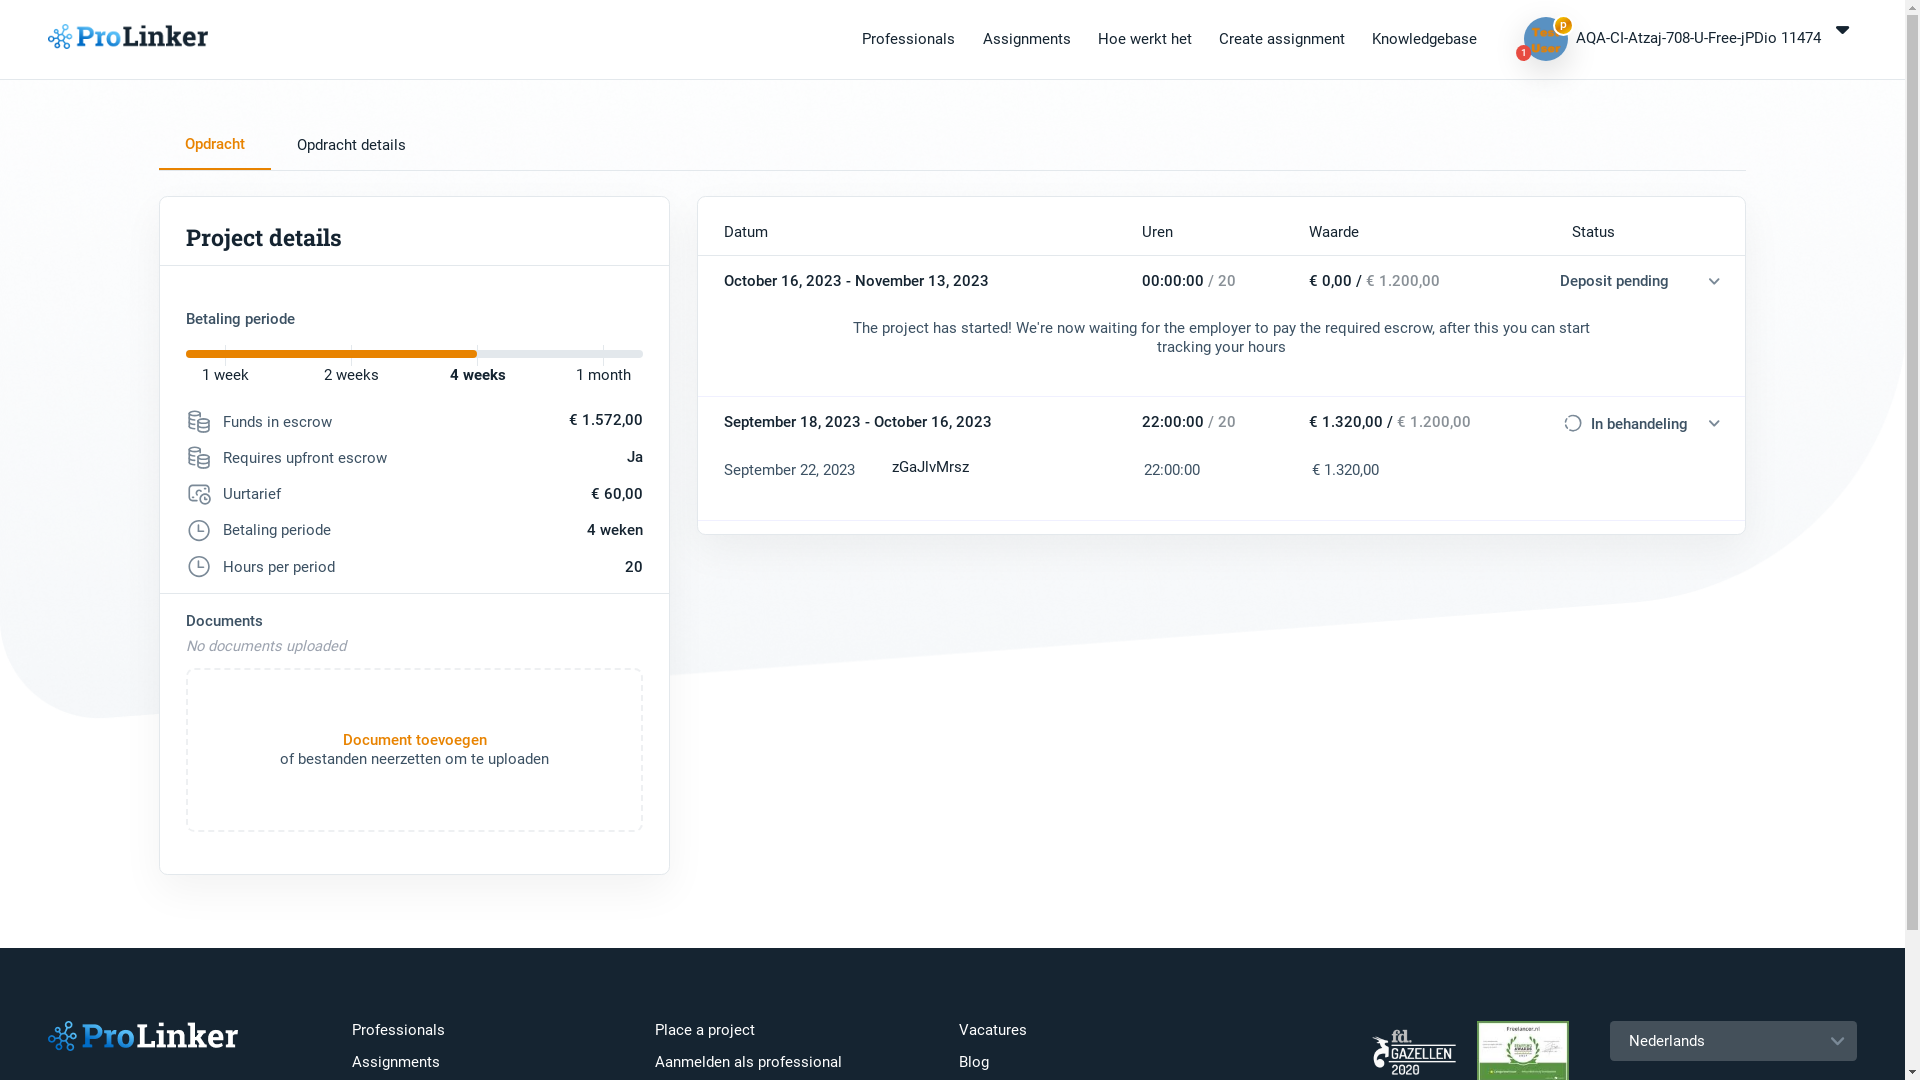 ProLinker
Professionals
Assignments
Hoe werkt het
Create assignment
Knowledgebase
p
1
AQA-CI-Atzaj-708-U-Free-jPDio 11474
Opdracht
Opdracht details
Project details
Betaling periode
1 week
2 weeks
4 weeks
1 month
Funds in escrow
€ 1.572,00
Requires upfront escrow
Ja
Uurtarief
€ 60,00
Betaling periode
4 weken
Hours per period
20
Documents
No documents uploaded
Document toevoegen
of bestanden neerzetten om te uploaden
Datum
Uren
Waarde
Status
October 16, 2023 - November 13, 2023
00:00:00 / 20
€ 0,00 / € 1.200,00
Deposit pending
The project has started! We're now waiting for the employer to pay the required escrow, after this you can start
tracking your hours
September 18, 2023 - October 16, 2023
22:00:00 / 20
€ 1.320,00 / € 1.200,00
In behandeling
September 22, 2023
zGaJlvMrsz
22:00:00
€ 1.320,00
ProLinker
Professionals
Assignments
Place a project
Aanmelden als professional
Vacatures
Blog
fd.
GAZELLEN
2020
Freelancer.nl
Nederlands